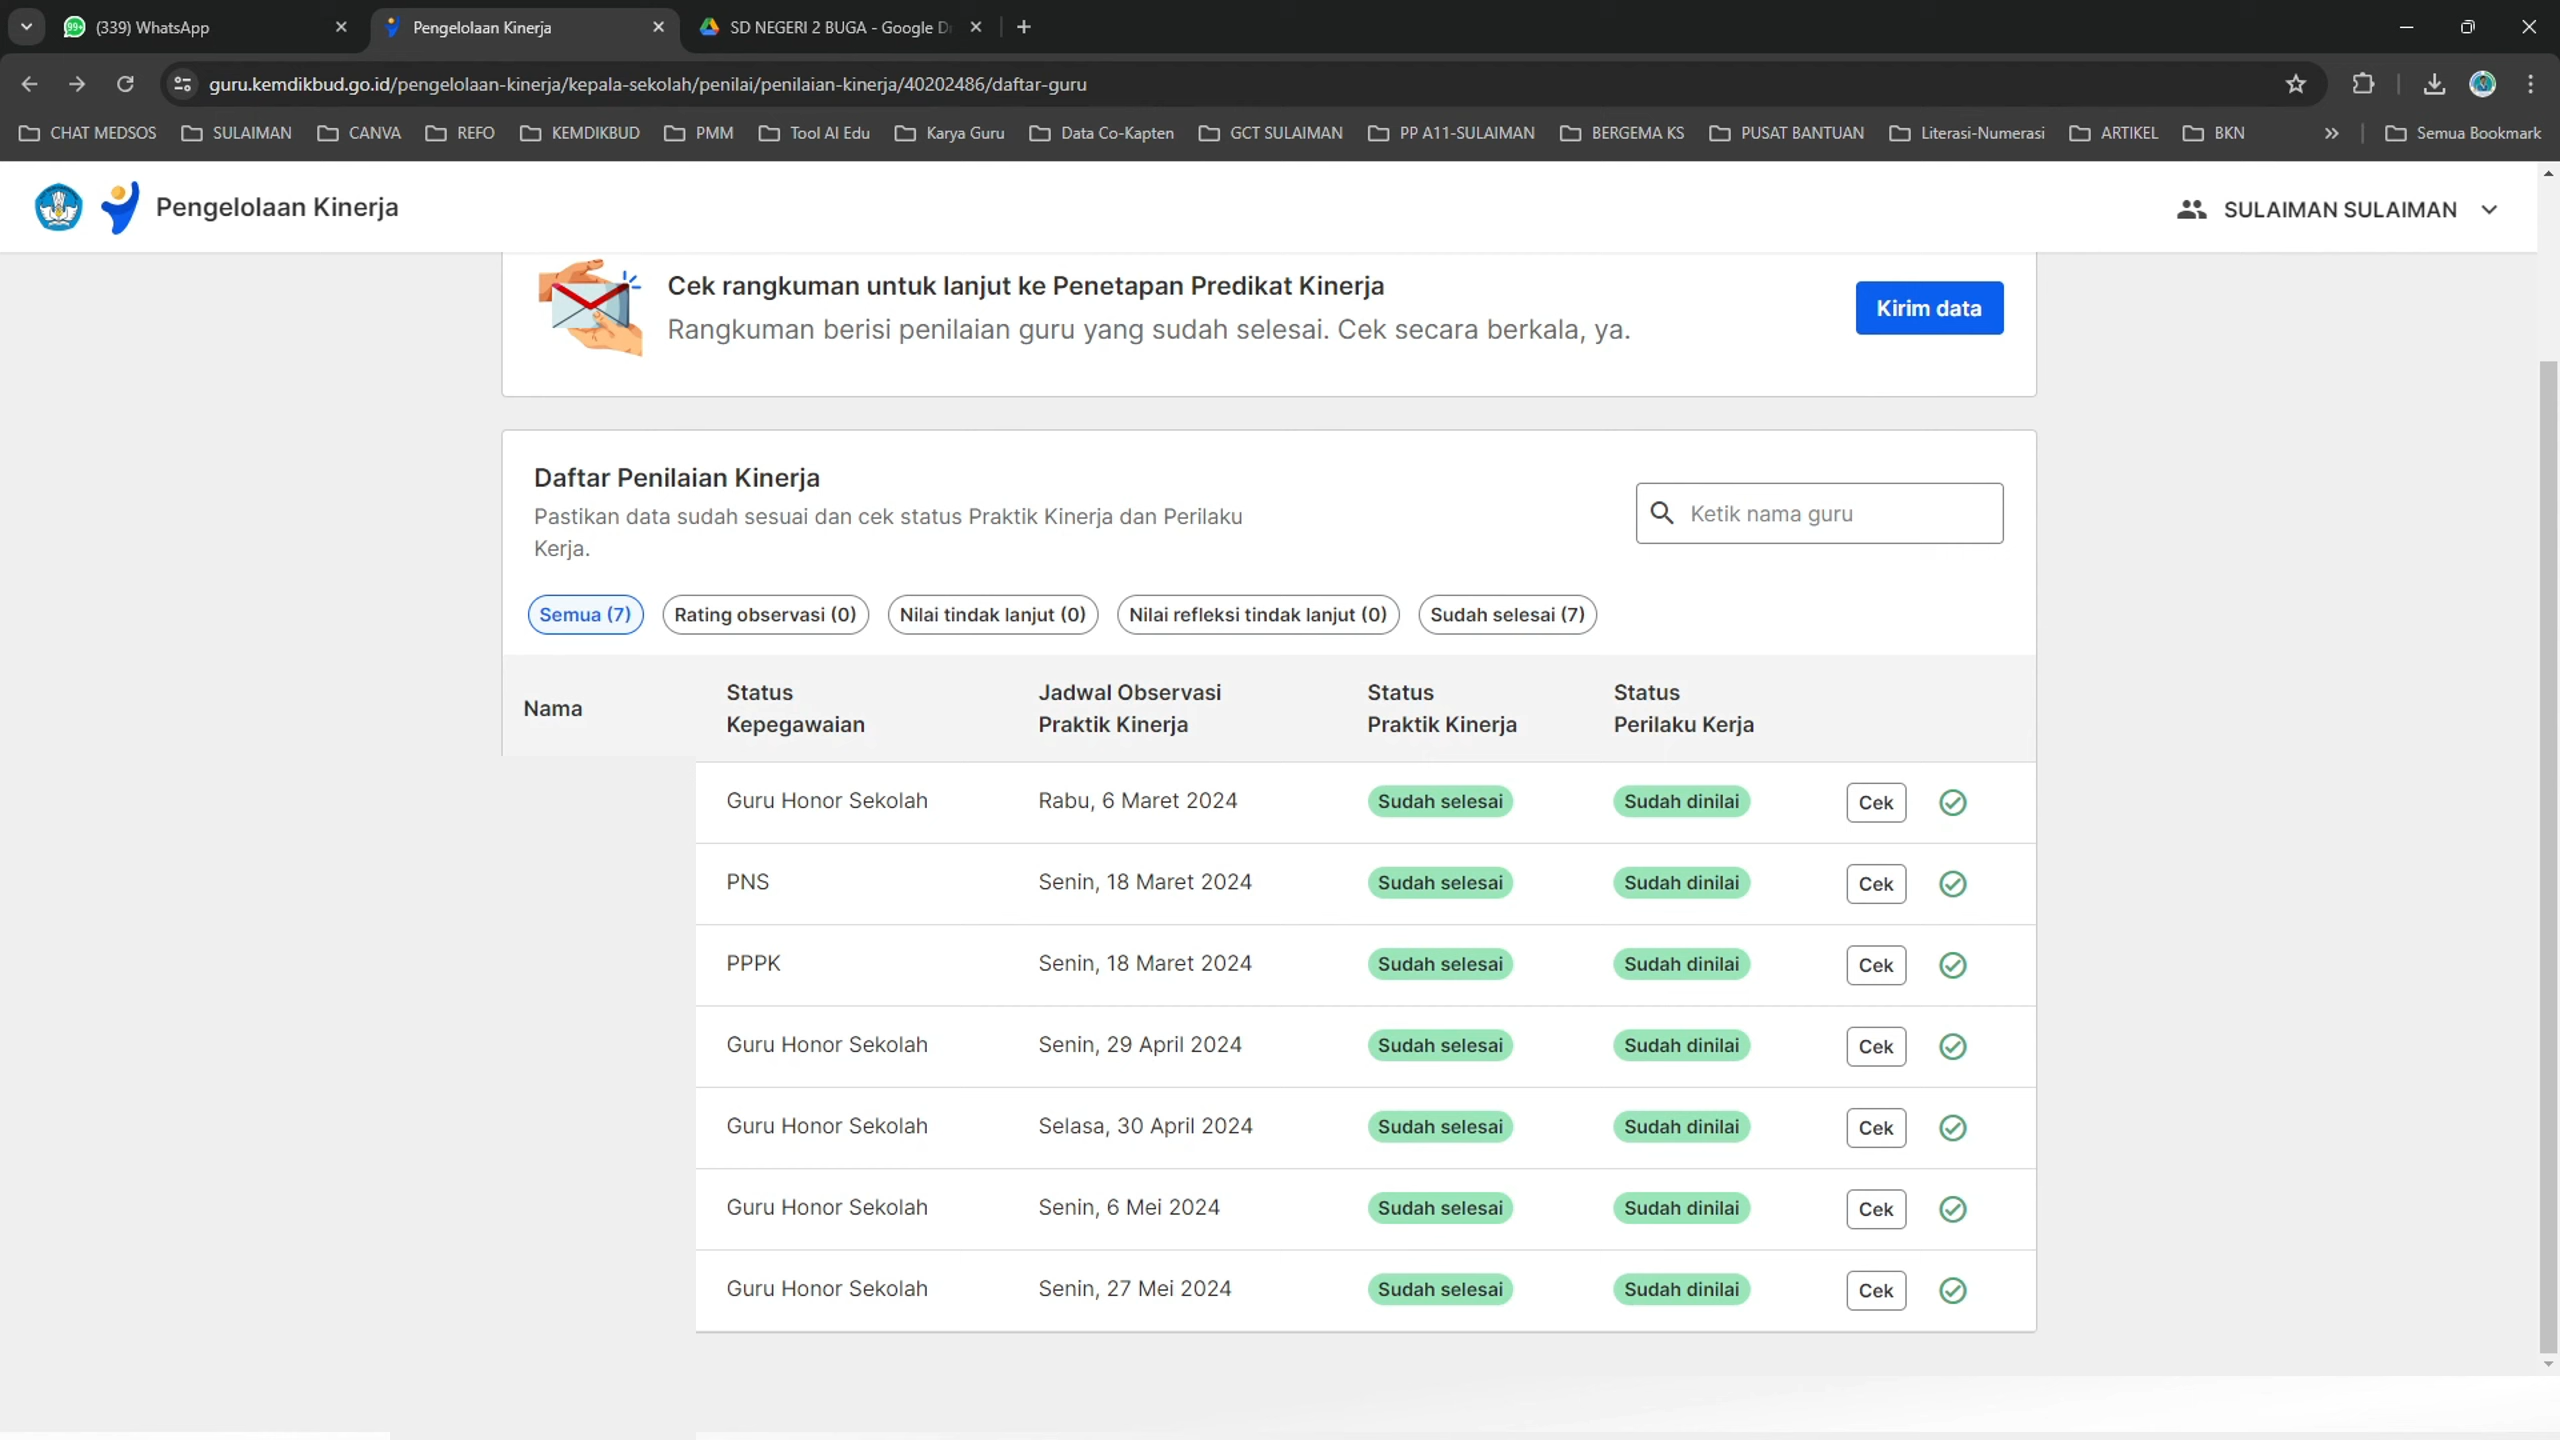 (339) WhatsApp
Pengelolaan Kinerja
SD NEGERI 2 BUGA - Google D
guru.kemdikbud.go.id/pengelolaan-kinerja/kepala-sekolah/penilai/penilaian-kinerja/40202486/daftar-guru
CHAT MEDSOS SULAIMAN CANVA REFO KEMDIKBUD PMM Tool AI Edu Karya Guru Data Co-Kapten GCT SULAIMAN PP A11-SULAIMAN BERGEMA KS PUSAT BANTUAN Literasi-Numerasi ARTIKEL BKN » Semua Bookmark
Pengelolaan Kinerja
SULAIMAN SULAIMAN
Cek rangkuman untuk lanjut ke Penetapan Predikat Kinerja
Rangkuman berisi penilaian guru yang sudah selesai. Cek secara berkala, ya.
Kirim data
Daftar Penilaian Kinerja
Pastikan data sudah sesuai dan cek status Praktik Kinerja dan Perilaku
Kerja.
Ketik nama guru
Semua (7) Rating observasi (0) Nilai tindak lanjut (0) Nilai refleksi tindak lanjut (0) Sudah selesai (7)
Nama
Status
Kepegawaian
Jadwal Observasi
Praktik Kinerja
Status
Praktik Kinerja
Status
Perilaku Kerja
Guru Honor Sekolah Rabu, 6 Maret 2024 Sudah selesai Sudah dinilai Cek
PNS Senin, 18 Maret 2024 Sudah selesai Sudah dinilai Cek
PPPK Senin, 18 Maret 2024 Sudah selesai Sudah dinilai Cek
Guru Honor Sekolah Senin, 29 April 2024 Sudah selesai Sudah dinilai Cek
Guru Honor Sekolah Selasa, 30 April 2024 Sudah selesai Sudah dinilai Cek
Guru Honor Sekolah Senin, 6 Mei 2024 Sudah selesai Sudah dinilai Cek
Guru Honor Sekolah Senin, 27 Mei 2024 Sudah selesai Sudah dinilai Cek